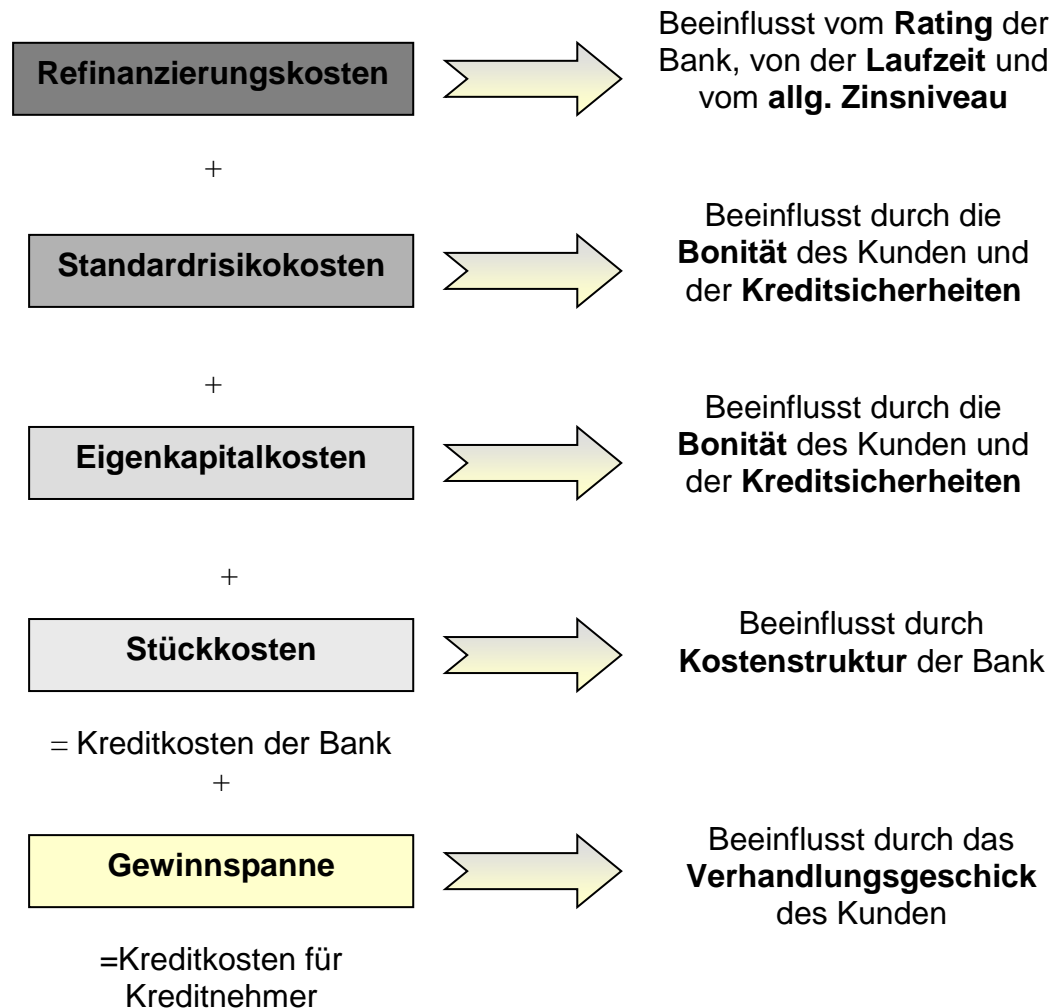 Refinanzierungskosten
Beeinflusst vom Rating der
Bank, von der Laufzeit und
vom allg. Zinsniveau
+
Standardrisikokosten
Beeinflusst durch die
Bonität des Kunden und
der Kreditsicherheiten
+
Eigenkapitalkosten
Beeinflusst durch die
Bonität des Kunden und
der Kreditsicherheiten
+
Stückkosten
Beeinflusst durch
Kostenstruktur der Bank
= Kreditkosten der Bank
+
Gewinnspanne
Beeinflusst durch das
Verhandlungsgeschick
des Kunden
=Kreditkosten für
Kreditnehmer